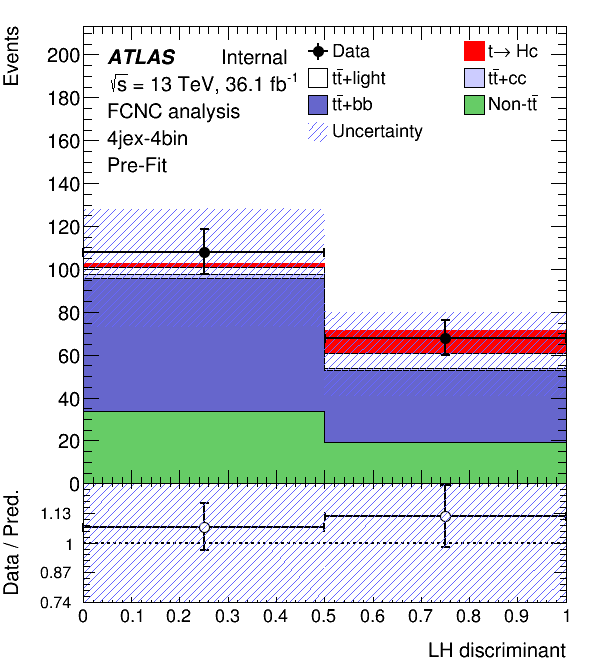 Events
200
180
160
140
120
100
80
60
40
20
0
ATLAS Internal
√s = 13 TeV, 36.1 fb⁻¹
FCNC analysis
4jex-4bin
Pre-Fit
Data
t→ Hc
tt̄+light
tt̄+cc
tt̄+bb
Non-tt̄
Uncertainty
Data / Pred.
1.13
1
0.87
0.74
0 0.1 0.2 0.3 0.4 0.5 0.6 0.7 0.8 0.9 1
LH discriminant